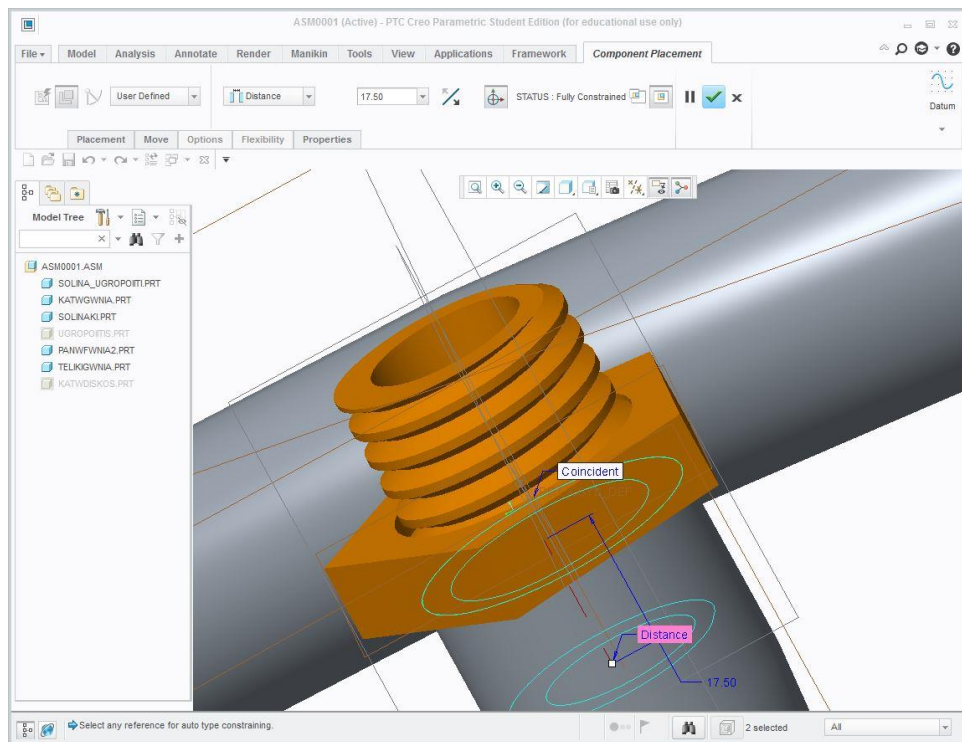 ASM0001 (Active) - PTC Creo Parametric Student Edition (for educational use only)
File Model Analysis Annotate Render Manikin Tools View Applications Framework Component Placement
User Defined Distance 17.50 STATUS : Fully Constrained
Datum
Placement Move Options Flexibility Properties
Model Tree
ASM0001.ASM
SOLINA_UGROPOIITI.PRT
KATWGWNIA.PRT
SOLINAKI.PRT
UGROPOIITIS.PRT
PANWFWNIA2.PRT
TELIKIGWNIA.PRT
KATWDISKOS.PRT
Coincident
Distance
17.50
Select any reference for auto type constraining.
2 selected
All